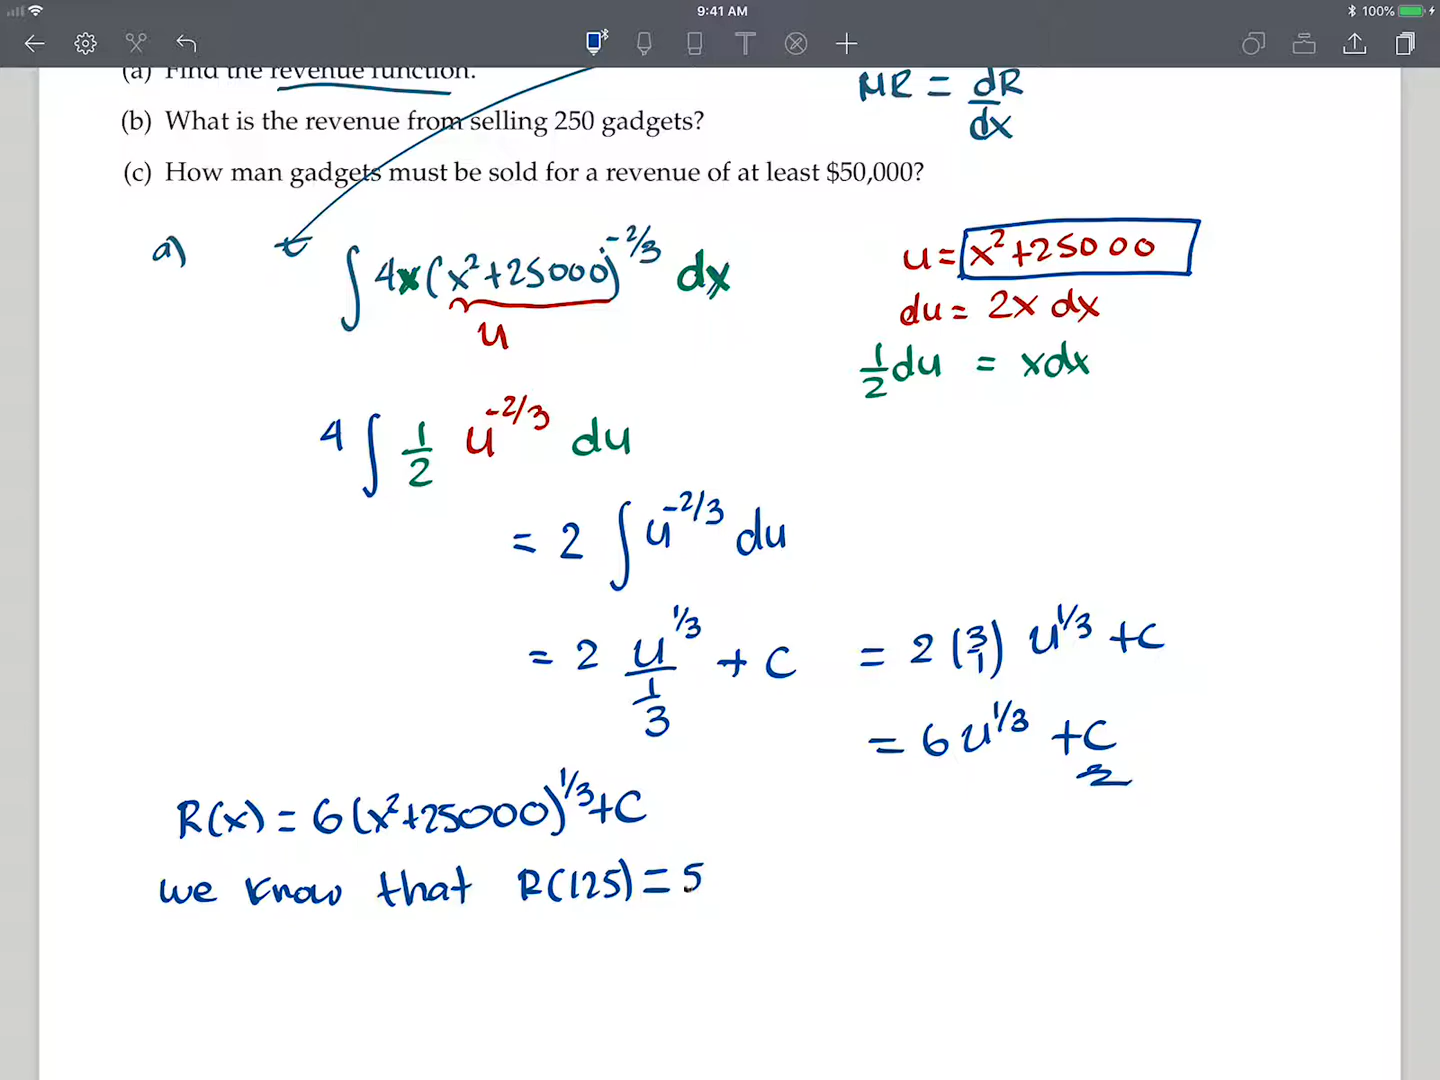 9:41 AM
100%
(a) Find the revenue function.
MR = dR/dx
(b) What is the revenue from selling 250 gadgets?
(c) How man gadgets must be sold for a revenue of at least $50,000?
a) ∫ 4x(x²+25000)^-2/3 dx
u
u = x²+25000
du = 2x dx
1/2 du = xdx
4 ∫ 1/2 u^-2/3 du
= 2 ∫ u^-2/3 du
= 2 u^1/3 / (1/3) + C = 2 (3/1) u^1/3 + C
= 6u^1/3 + C
R(x) = 6(x²+25000)^1/3 + C
we know that R(125) = 5